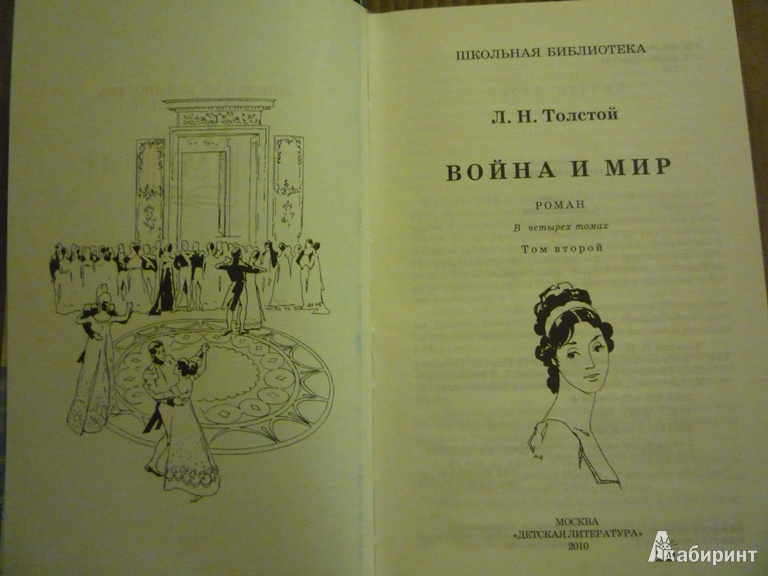 ШКОЛЬНАЯ БИБЛИОТЕКА
Л. Н. Толстой
ВОЙНА И МИР
РОМАН
В четырех томах
Том второй
МОСКВА
«ДЕТСКАЯ ЛИТЕРАТУРА»
2010
Лабиринт